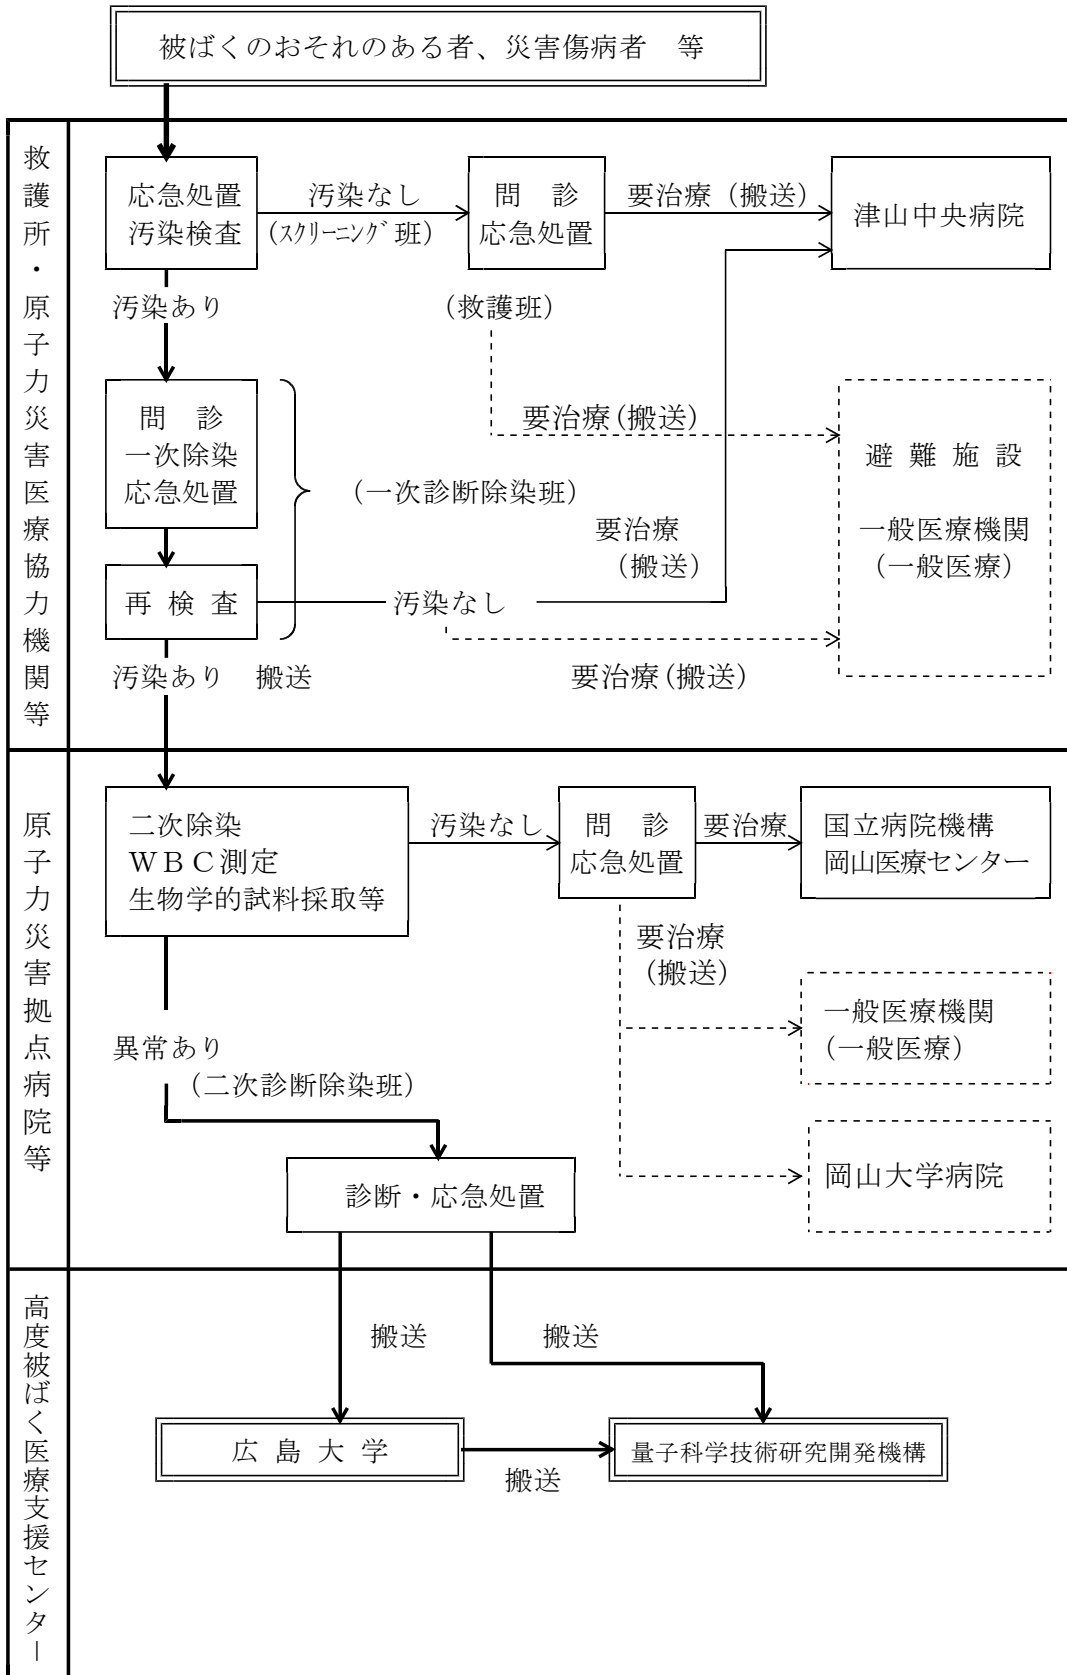 被ばくのおそれのある者、災害傷病者　等
救護所・原子力災害医療協力機関等
応急処置
汚染検査
汚染なし
(スクリーニング班)
問　診
応急処置
要治療（搬送）
津山中央病院
汚染あり
(救護班)
問　診
一次除染
応急処置
(一次診断除染班)
要治療(搬送)
避難施設
一般医療機関
(一般医療)
要治療
(搬送)
再検査
汚染なし
汚染あり　搬送
要治療(搬送)
原子力災害拠点病院等
二次除染
ＷＢＣ測定
生物学的試料採取等
汚染なし
問　診
応急処置
要治療
国立病院機構
岡山医療センター
要治療
(搬送)
一般医療機関
(一般医療)
異常あり
(二次診断除染班)
岡山大学病院
診断・応急処置
高度被ばく医療支援センター
搬送
搬送
広島大学
搬送
量子科学技術研究開発機構